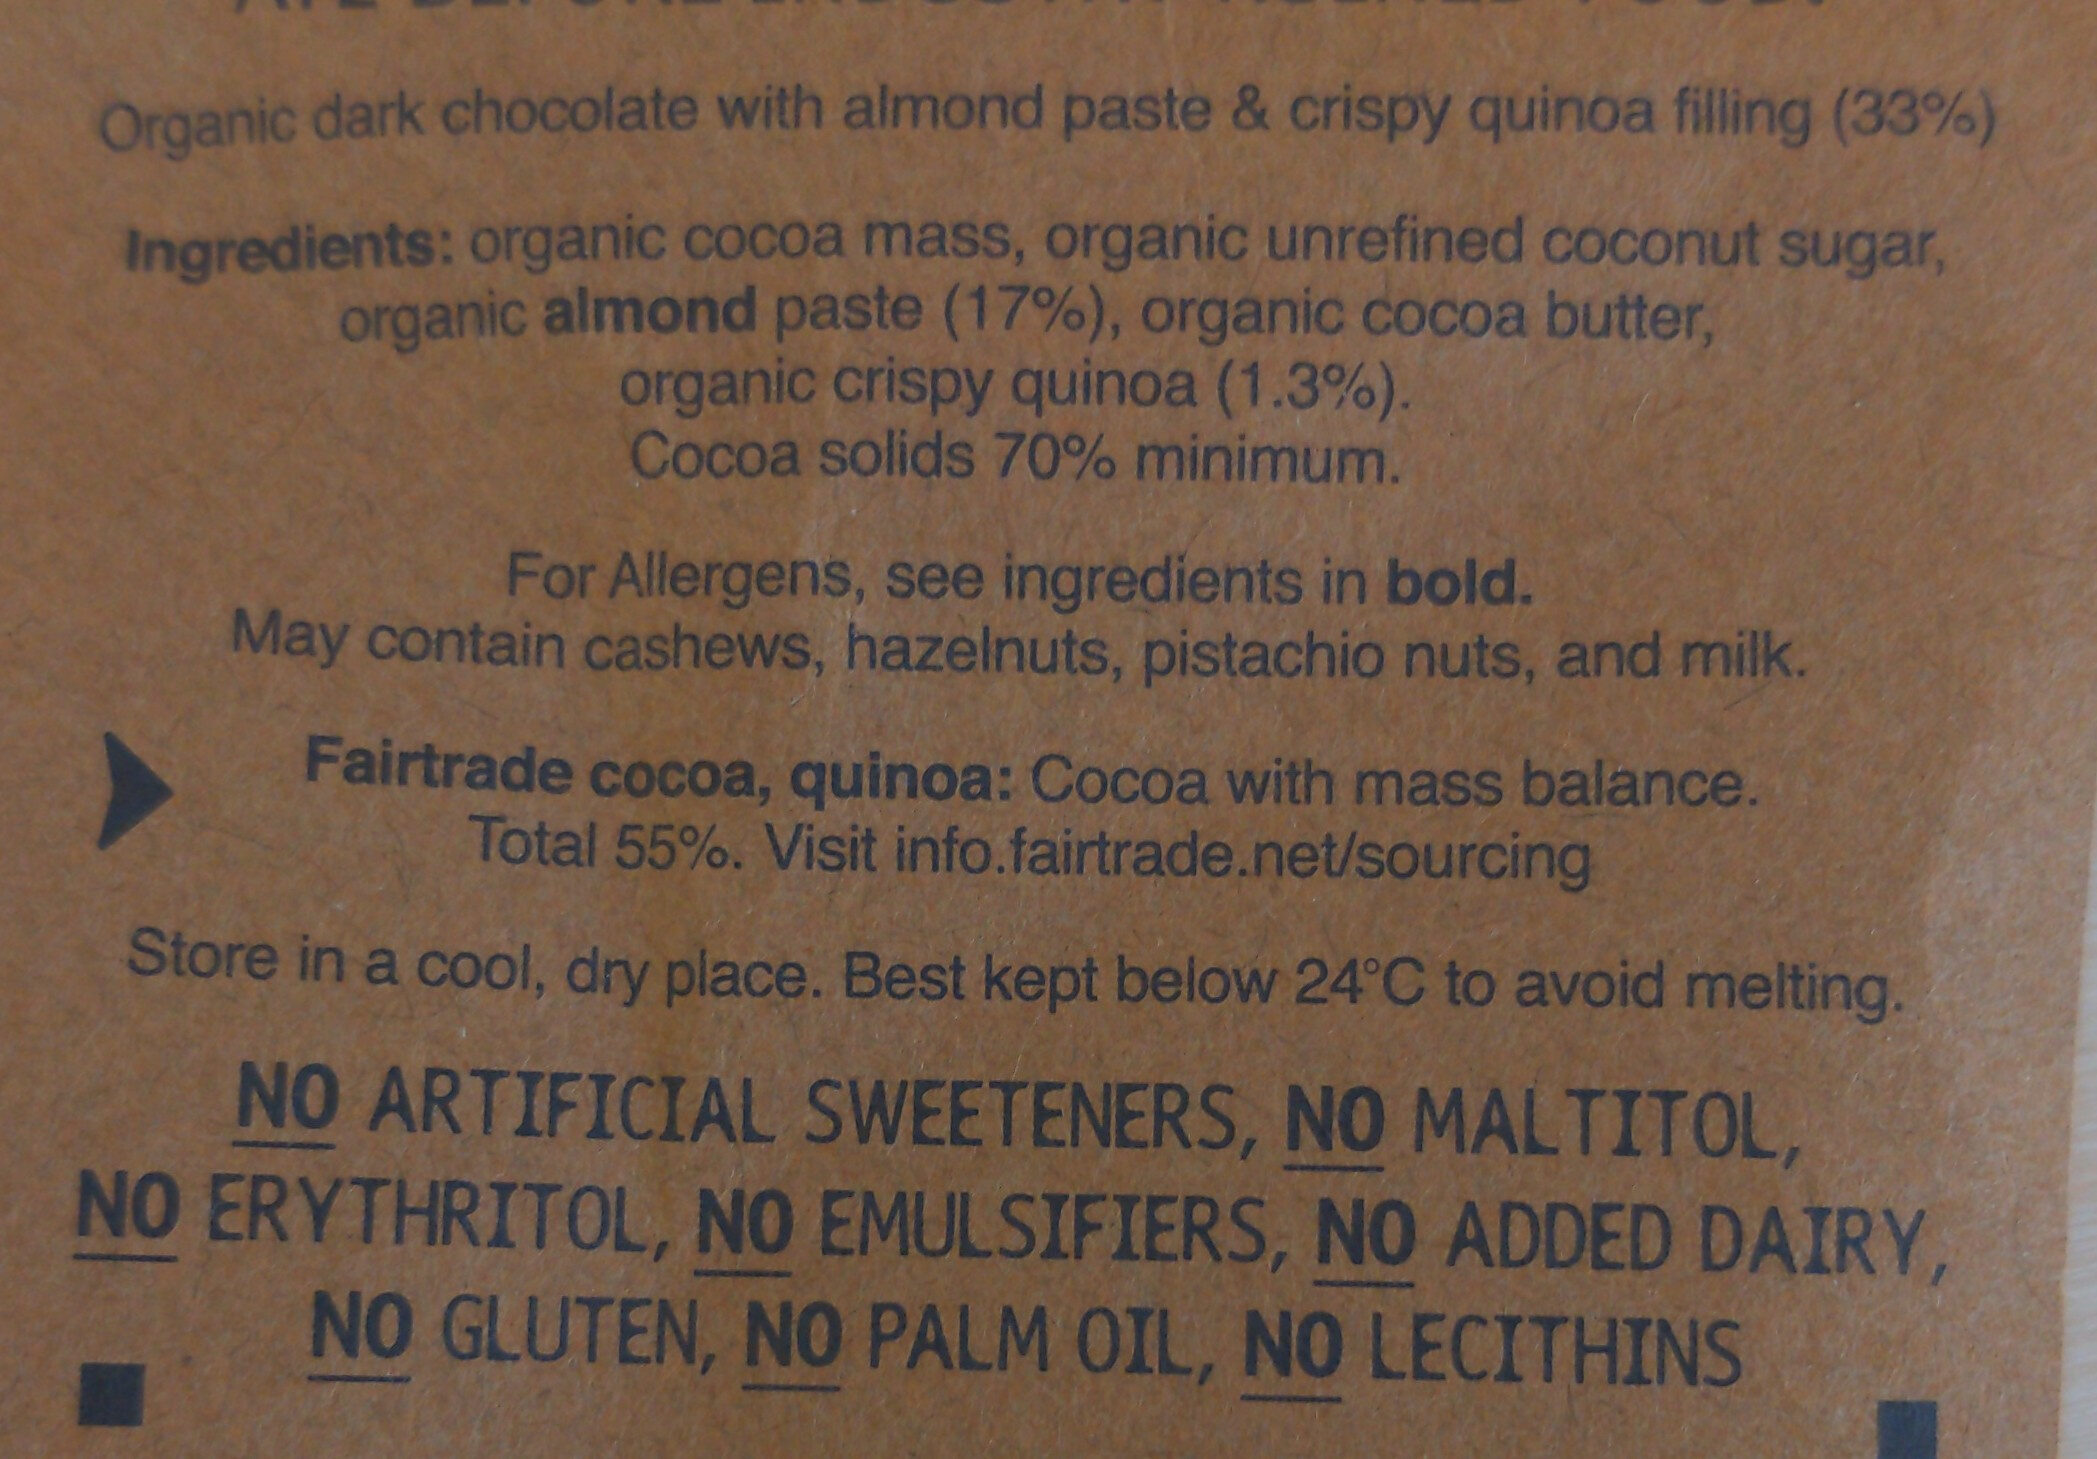 Organic dark chocolate with almond paste & crispy quinoa filling (33%)
Ingredients: organic cocoa mass, organic unrefined coconut sugar,
organic almond paste (17%), organic cocoa butter,
organic crispy quinoa (1.3%).
Cocoa solids 70% minimum.
For Allergens, see ingredients in bold.
May contain cashews, hazelnuts, pistachio nuts, and milk.
Fairtrade cocoa, quinoa: Cocoa with mass balance.
Total 55%. Visit info.fairtrade.net/sourcing
Store in a cool, dry place. Best kept below 24°C to avoid melting.
NO ARTIFICIAL SWEETENERS, NO MALTITOL,
NO ERYTHRITOL, NO EMULSIFIERS, NO ADDED DAIRY,
NO GLUTEN, NO PALM OIL, NO LECITHINS